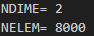 NDIME= 2
NELEM= 8000